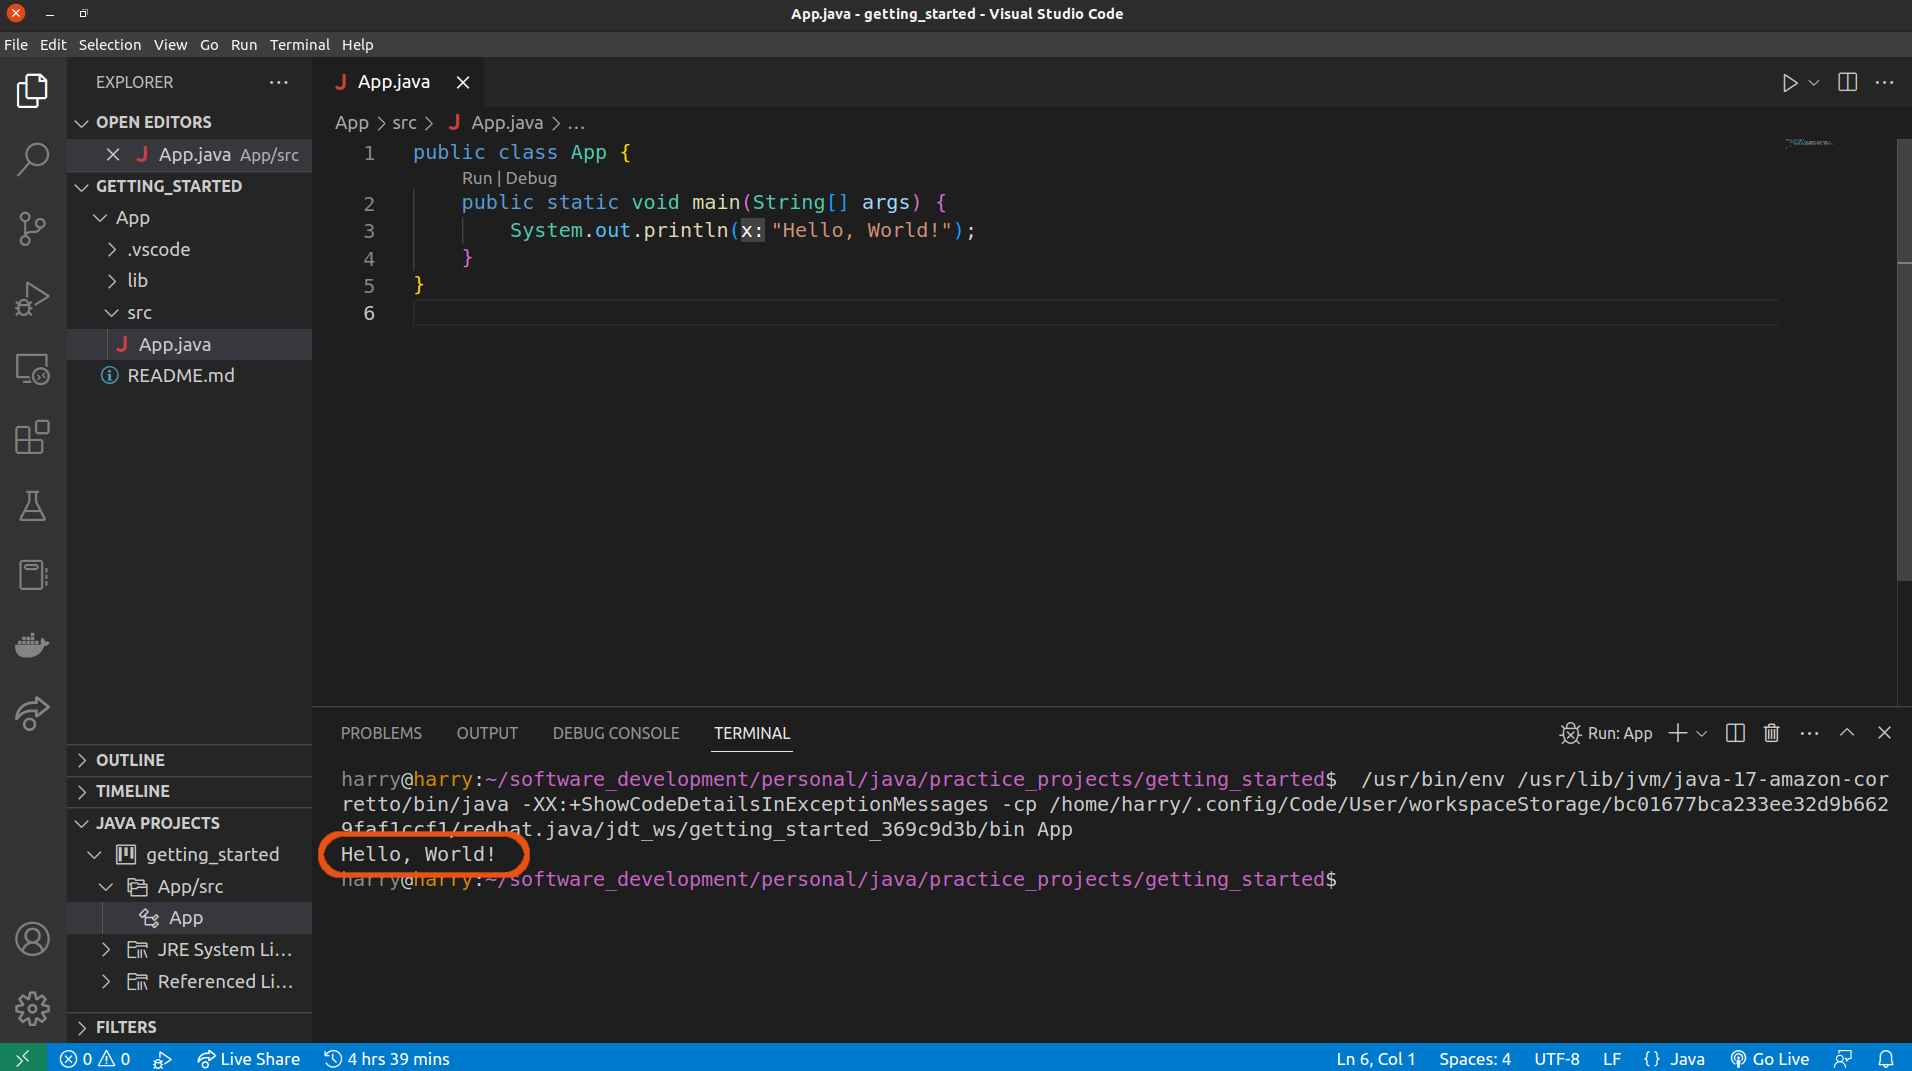 App.java - getting_started - Visual Studio Code
File Edit Selection View Go Run Terminal Help
EXPLORER
OPEN EDITORS
App.java App/src
GETTING_STARTED
App
.vscode
lib
src
App.java
README.md
OUTLINE
TIMELINE
JAVA PROJECTS
getting_started
App/src
App
JRE System Li...
Referenced Li...
FILTERS
App.java
App > src > App.java > ...
1 public class App {
Run | Debug
2 public static void main(String[] args) {
3 System.out.println(x: "Hello, World!");
4 }
5 }
6
PROBLEMS OUTPUT DEBUG CONSOLE TERMINAL
Run: App
harry@harry:~/software_development/personal/java/practice_projects/getting_started$ /usr/bin/env /usr/lib/jvm/java-17-amazon-cor
retto/bin/java -XX:+ShowCodeDetailsInExceptionMessages -cp /home/harry/.config/Code/User/workspaceStorage/bc01677bca233ee32d9b662
9faf1ccf1/redhat.java/jdt_ws/getting_started_369c9d3b/bin App
Hello, World!
harry@harry:~/software_development/personal/java/practice_projects/getting_started$
0 0 Live Share 4 hrs 39 mins Ln 6, Col 1 Spaces: 4 UTF-8 LF {} Java Go Live